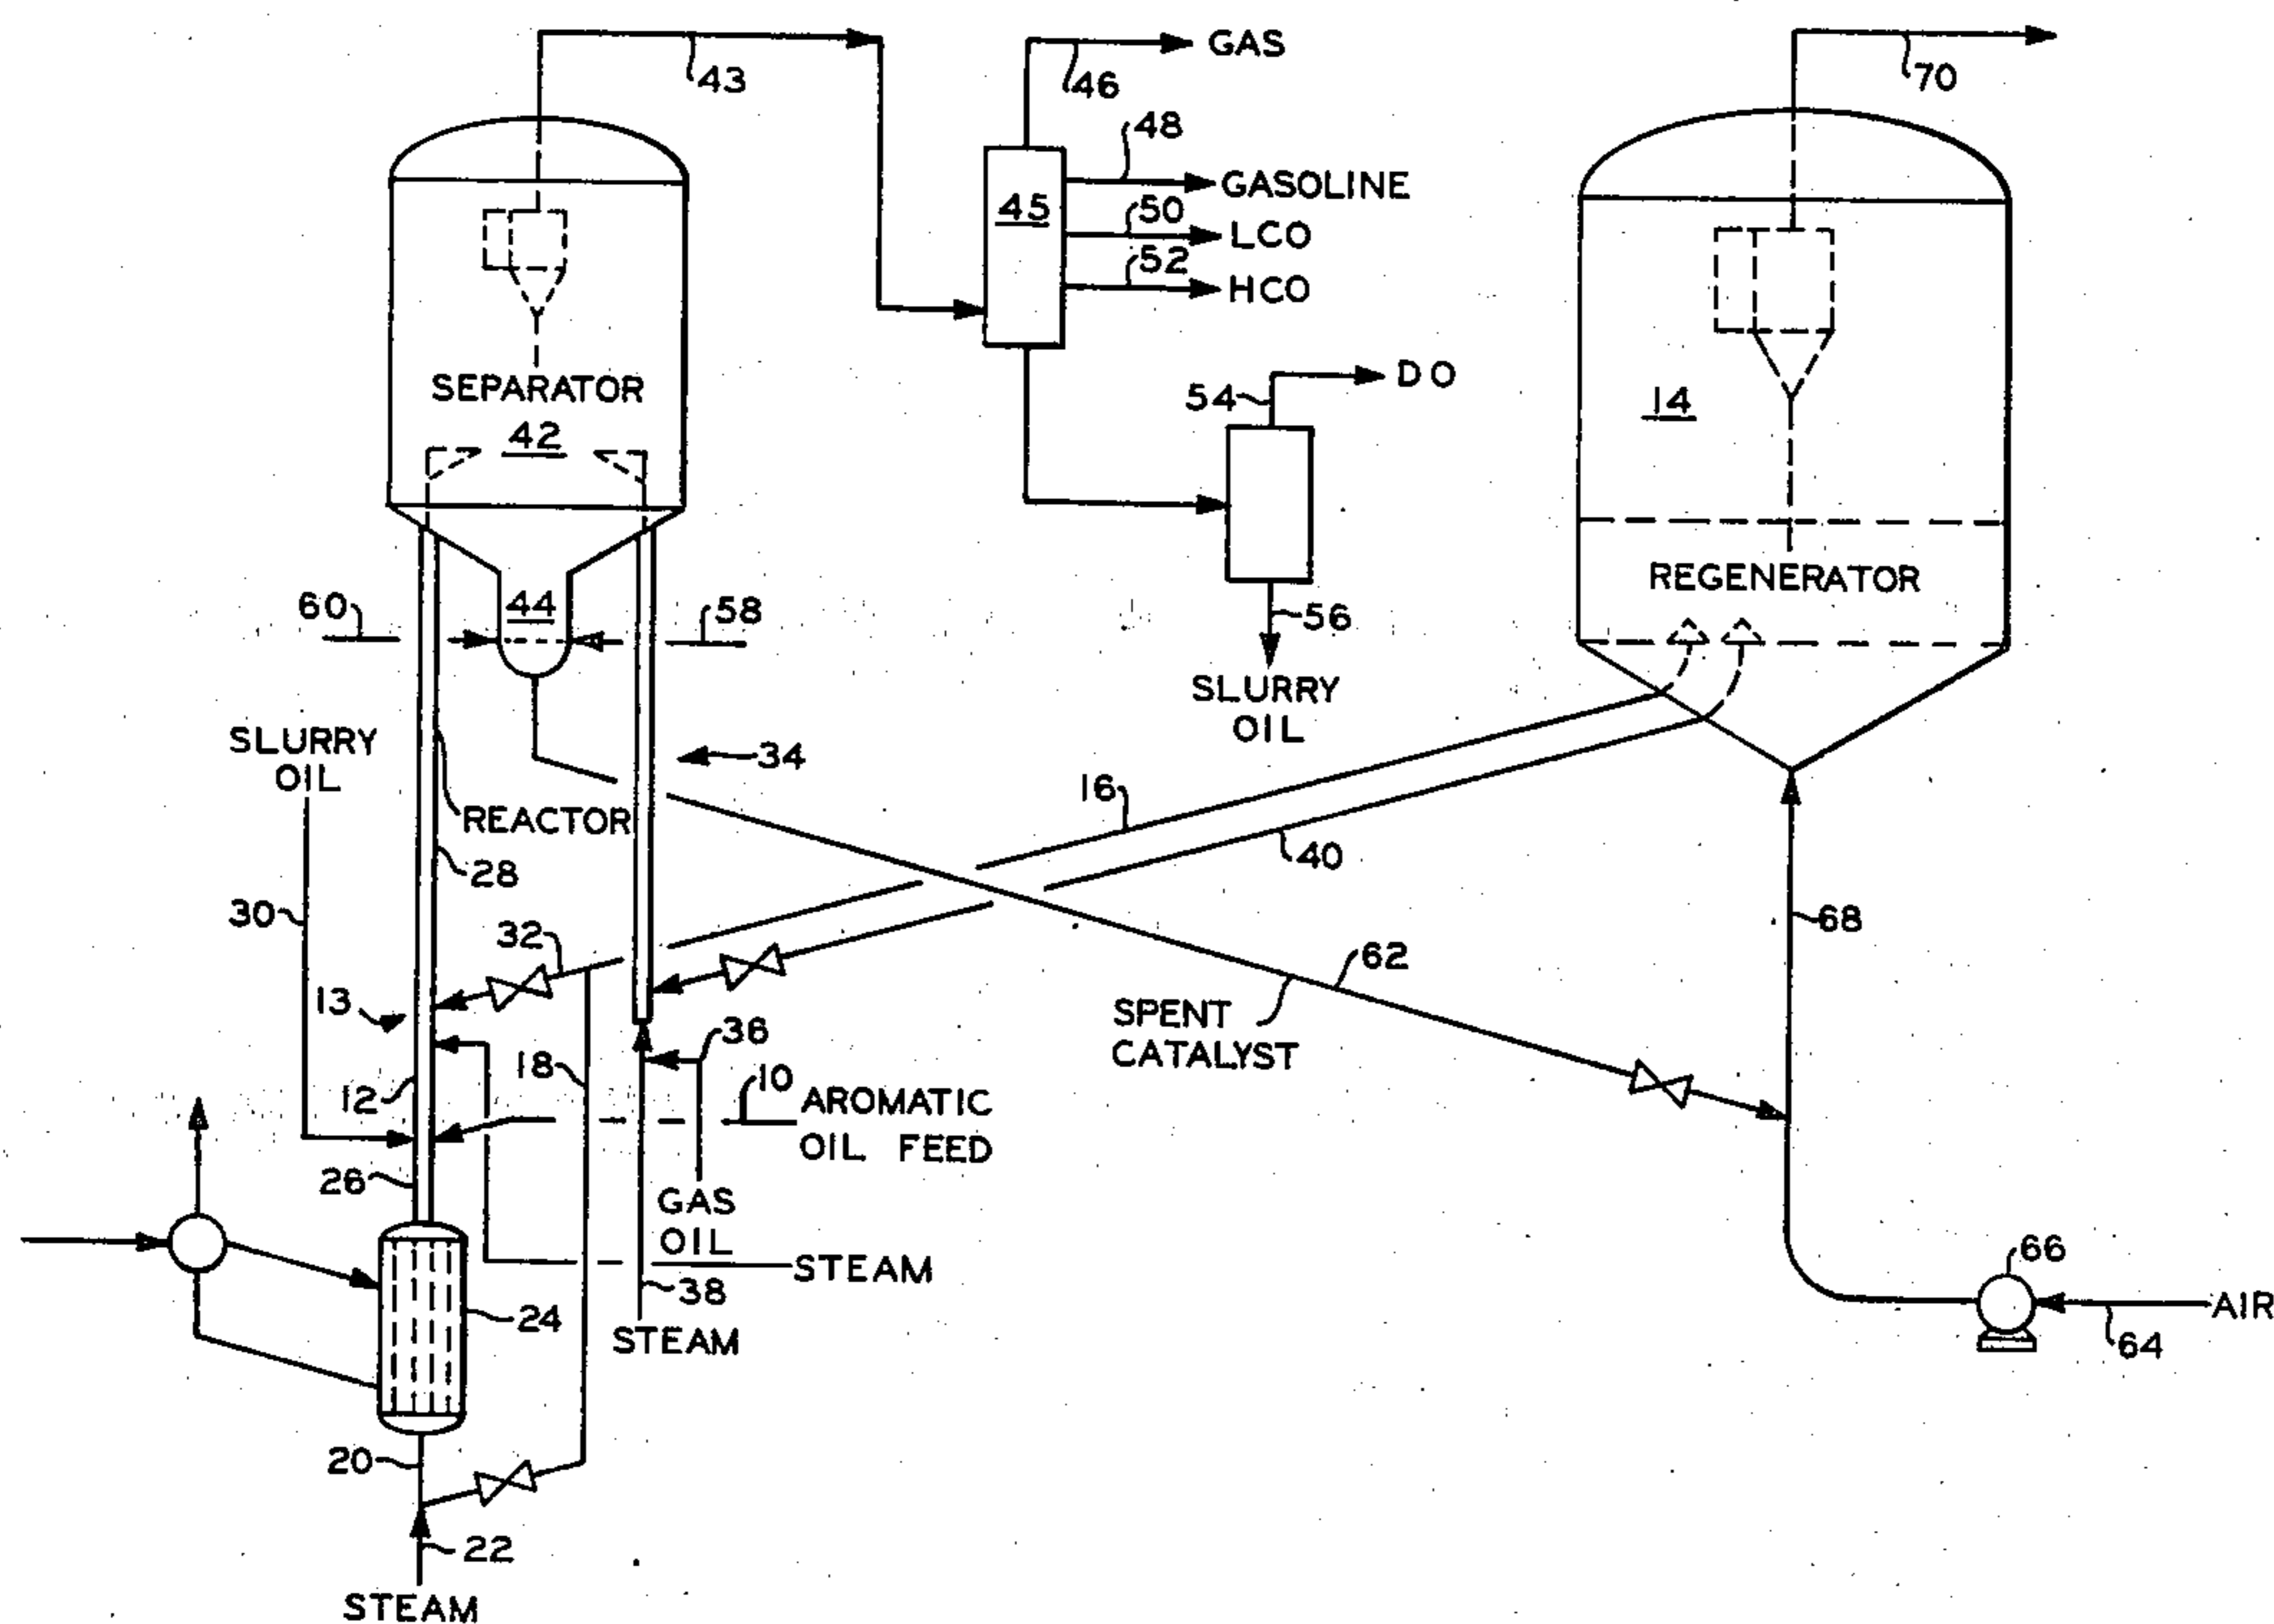 43
46
GAS
70
48
GASOLINE
45
50
LCO
52
HCO
SEPARATOR
42
54
DO
14
REGENERATOR
60
44
58
56
SLURRY
OIL
SLURRY
OIL
34
16
REACTOR
40
28
30
32
68
62
13
SPENT
CATALYST
36
18
10
12
AROMATIC
OIL FEED
26
GAS
OIL
STEAM
38
24
STEAM
66
AIR
64
20
22
STEAM